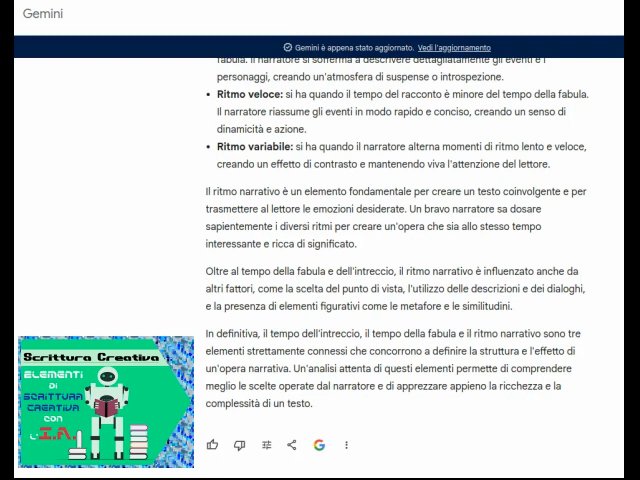 Gemini
Gemini è appena stato aggiornato. Vedi l'aggiornamento
fabula. Il narratore si sofferma a descrivere dettagliatamente gli eventi e i
personaggi, creando un'atmosfera di suspense o introspezione.
• Ritmo veloce: si ha quando il tempo del racconto è minore del tempo della fabula.
Il narratore riassume gli eventi in modo rapido e conciso, creando un senso di
dinamicità e azione.
• Ritmo variabile: si ha quando il narratore alterna momenti di ritmo lento e veloce,
creando un effetto di contrasto e mantenendo viva l'attenzione del lettore.
Il ritmo narrativo è un elemento fondamentale per creare un testo coinvolgente e per
trasmettere al lettore le emozioni desiderate. Un bravo narratore sa dosare
sapientemente i diversi ritmi per creare un'opera che sia allo stesso tempo
interessante e ricca di significato.
Oltre al tempo della fabula e dell'intreccio, il ritmo narrativo è influenzato anche da
altri fattori, come la scelta del punto di vista, l'utilizzo delle descrizioni e dei dialoghi,
e la presenza di elementi figurativi come le metafore e le similitudini.
In definitiva, il tempo dell'intreccio, il tempo della fabula e il ritmo narrativo sono tre
elementi strettamente connessi che concorrono a definire la struttura e l'effetto di
un'opera narrativa. Un'analisi attenta di questi elementi permette di comprendere
meglio le scelte operate dal narratore e di apprezzare appieno la ricchezza e la
complessità di un testo.
Scrittura Creativa
ELEMENTI
DI
SCRITTURA
CREATIVA
CON
L'I.A.